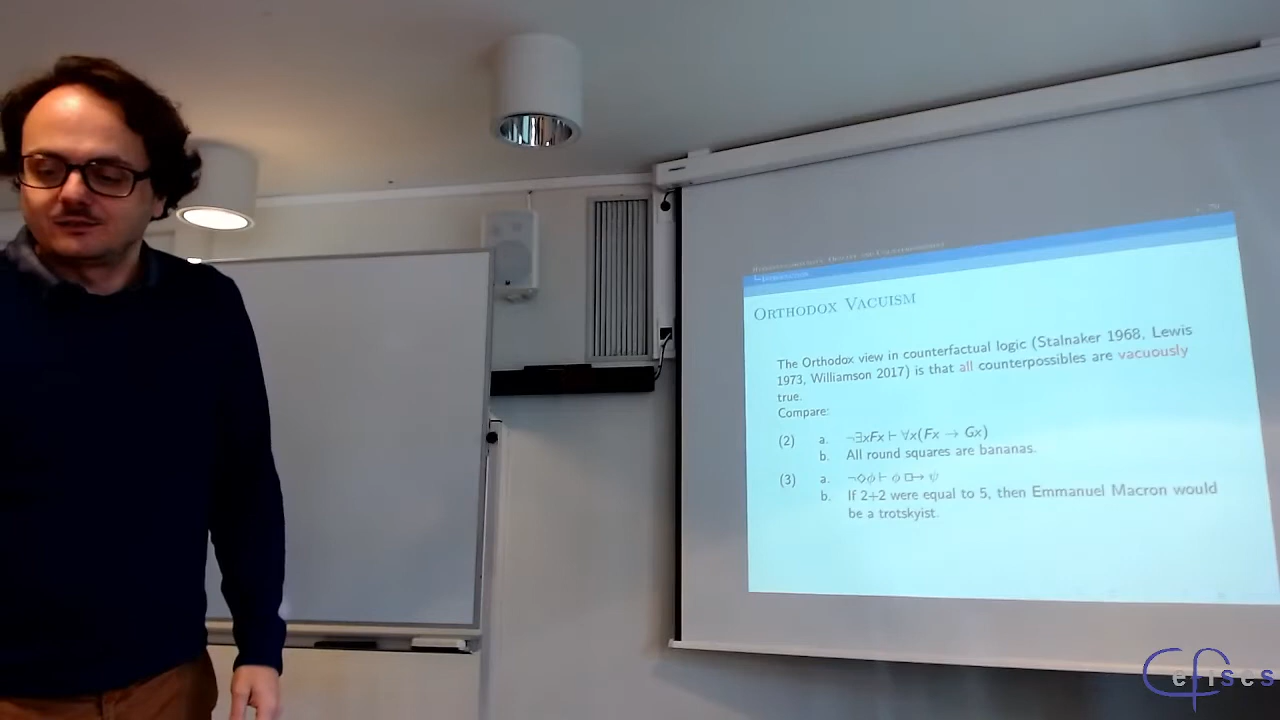 ORTHODOX VACUISM
The Orthodox view in counterfactual logic (Stalnaker 1968, Lewis
1973, Williamson 2017) is that all counterpossibles are vacuously
true.
Compare:
(2) a. ¬∃xFx ⊢ ∀x(Fx → Gx)
b. All round squares are bananas.
(3) a. ¬◇ϕ ⊢ ϕ □→ ψ
b. If 2+2 were equal to 5, then Emmanuel Macron would
be a trotskyist.
Cefises